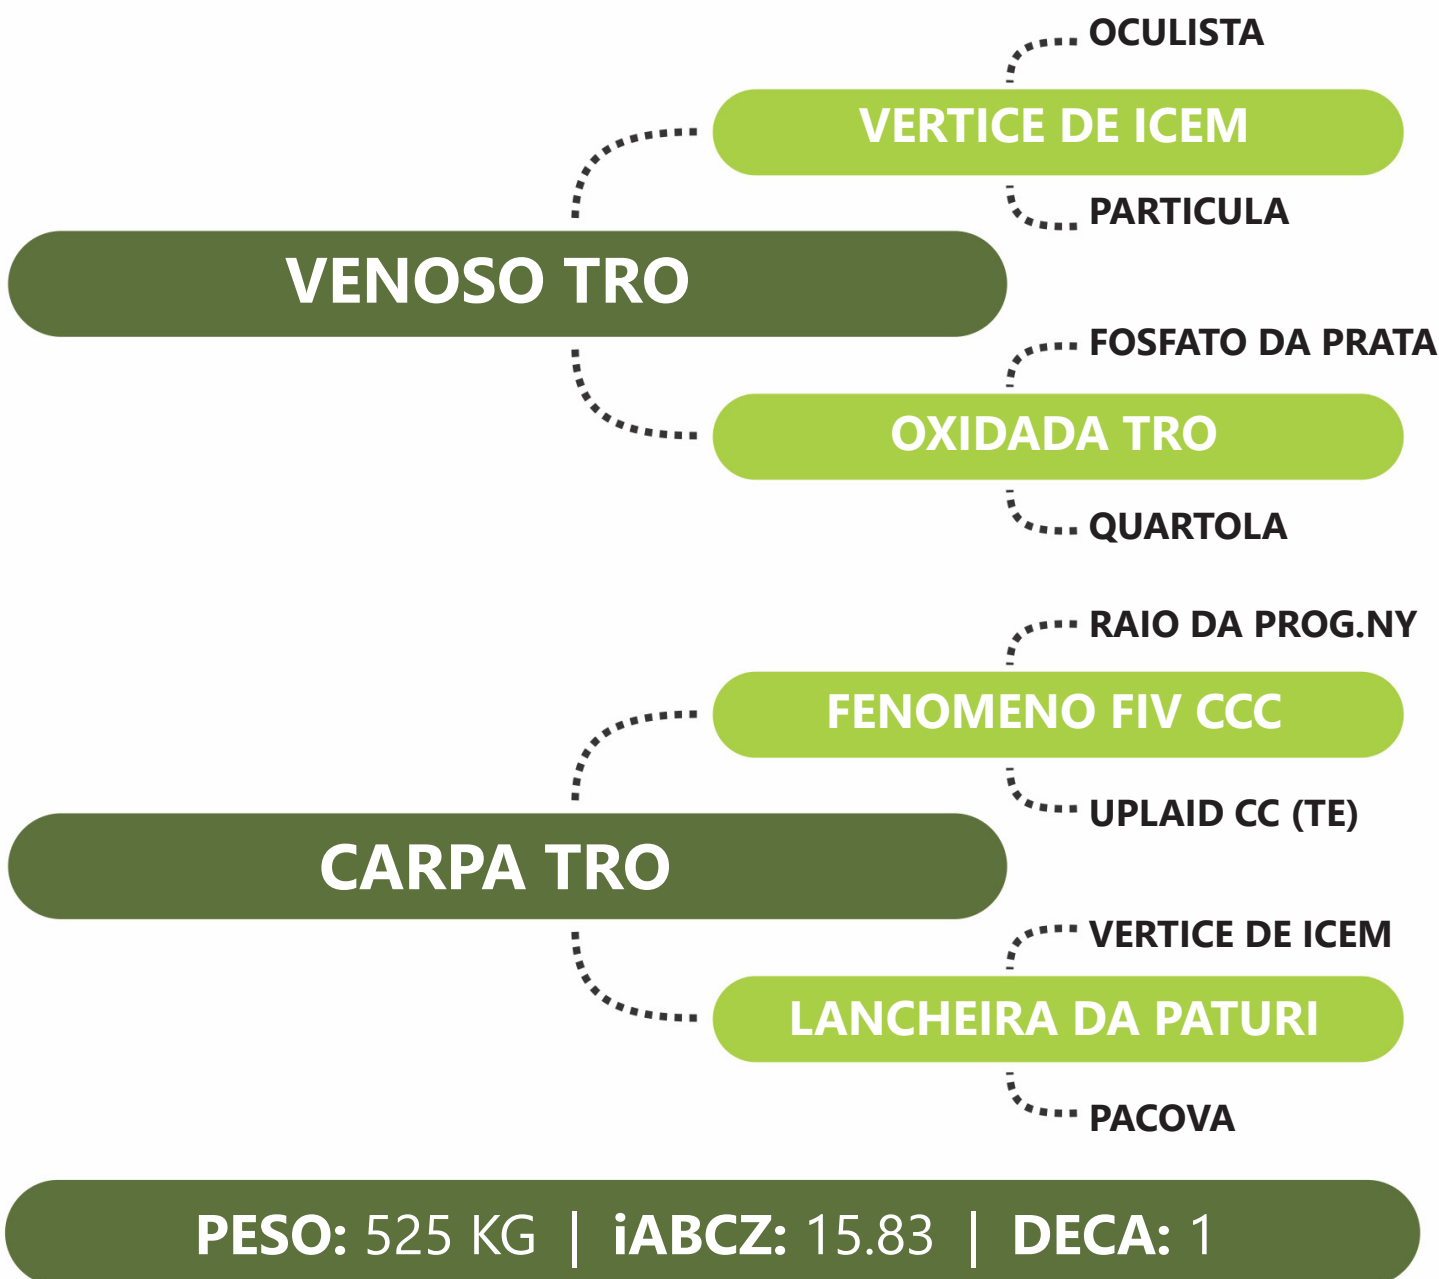 OCULISTA
VERTICE DE ICEM
PARTICULA
VENOSO TRO
FOSFATO DA PRATA
OXIDADA TRO
QUARTOLA
RAIO DA PROG.NY
FENOMENO FIV CCC
UPLAID CC (TE)
CARPA TRO
VERTICE DE ICEM
LANCHEIRA DA PATURI
PACOVA
PESO: 525 KG | iABCZ: 15.83 | DECA: 1